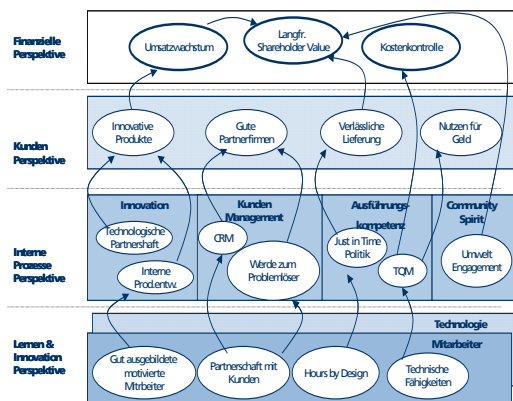 Finanzielle
Perspektive
Umsatzwachstum
Langfr.
Shareholder Value
Kostenkontrolle
Kunden
Perspektive
Innovative
Produkte
Gute
Partnerfirmen
Verlässliche
Lieferung
Nutzen für
Geld
Interne
Prozesse
Perspektive
Innovation
Technologische
Partnershaft
Interne
Prod.entw.
Kunden
Management
CRM
Werde zum
Problemlöser
Ausführungs-
kompetenz
Just in Time
Politik
TQM
Community
Spirit
Umwelt
Engagement
Lernen &
Innovation
Perspektive
Technologie
Mitarbeiter
Gut ausgebildete
motivierte
Mitrbeiter
Partnerschaft mit
Kunden
Hours by Design
Technische
Fähigkeiten